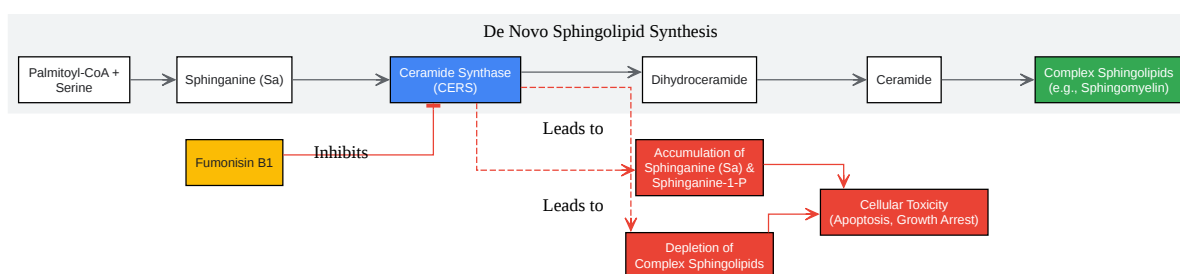 De Novo Sphingolipid Synthesis
Palmitoyl-CoA +
Serine
Sphinganine (Sa)
Ceramide Synthase
(CERS)
Dihydroceramide
Ceramide
Complex Sphingolipids
(e.g., Sphingomyelin)
Fumonisin B1
Inhibits
Leads to
Accumulation of
Sphinganine (Sa) &
Sphinganine-1-P
Leads to
Cellular Toxicity
(Apoptosis, Growth Arrest)
Depletion of
Complex Sphingolipids